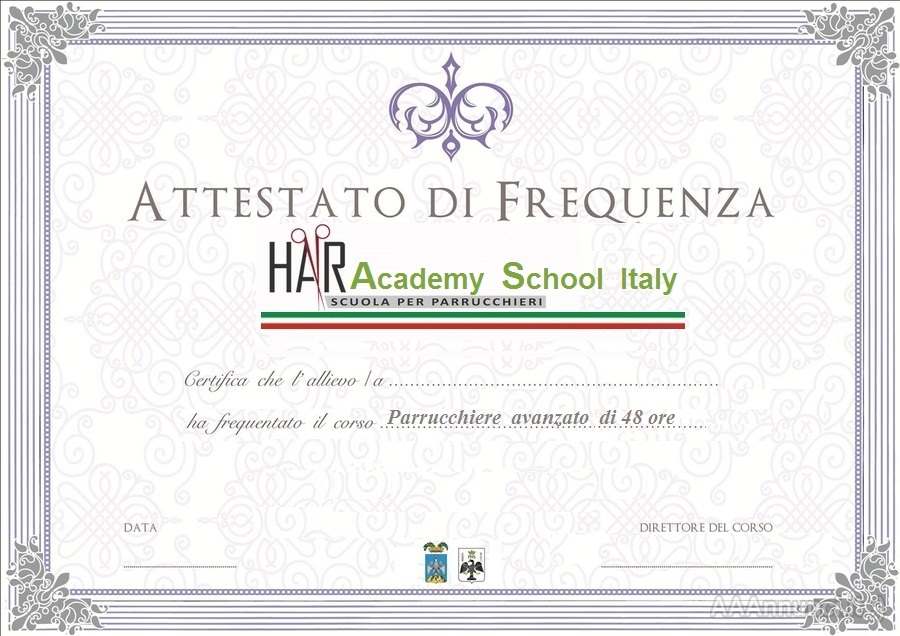 ATTESTATO DI FREQUENZA
HAIR Academy School Italy
SCUOLA PER PARRUCCHIERI
Certifica che l'allievo / a
ha frequentato il corso Parrucchiere avanzato di 48 ore
DATA
DIRETTORE DEL CORSO